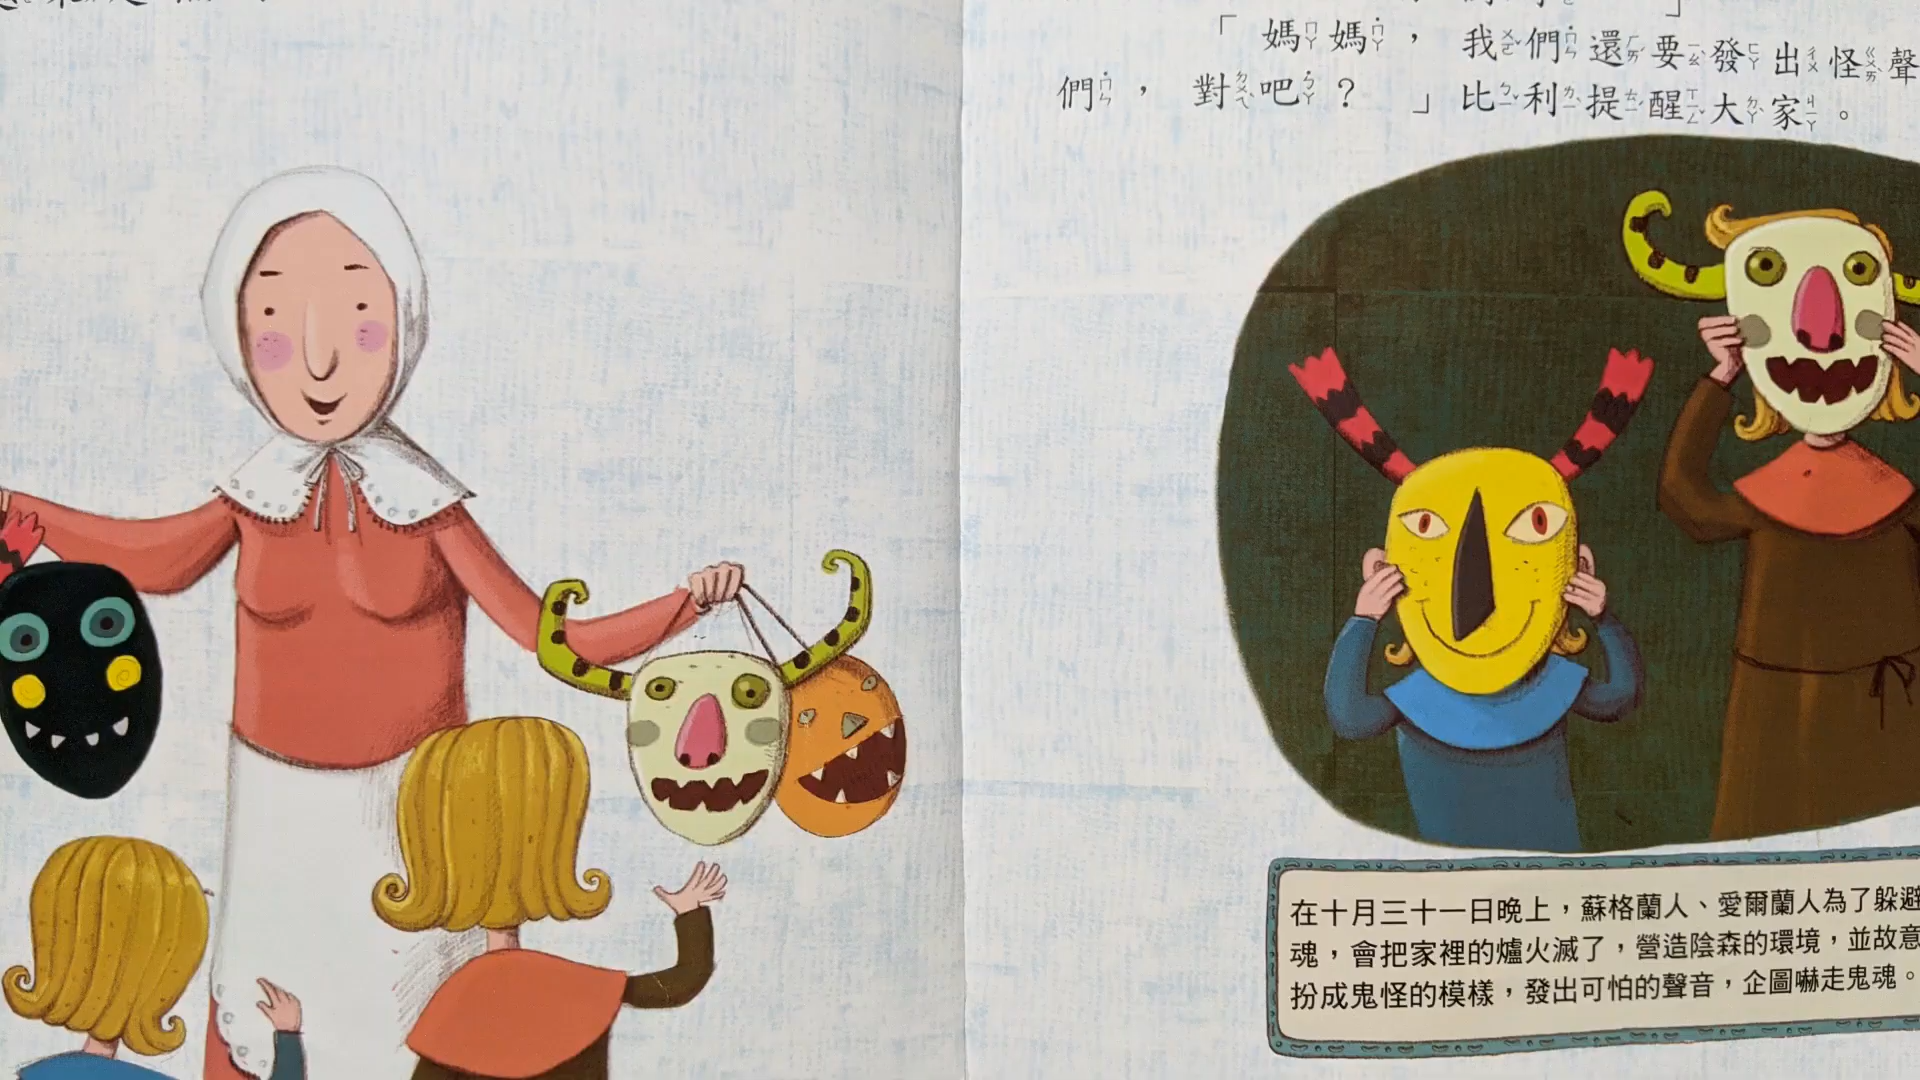 「媽媽，我們還要發出怪聲
們，對吧？」比利提醒大家。
在十月三十一日晚上，蘇格蘭人、愛爾蘭人為了躲避
魂，會把家裡的爐火滅了，營造陰森的環境，並故意
扮成鬼怪的模樣，發出可怕的聲音，企圖嚇走鬼魂。